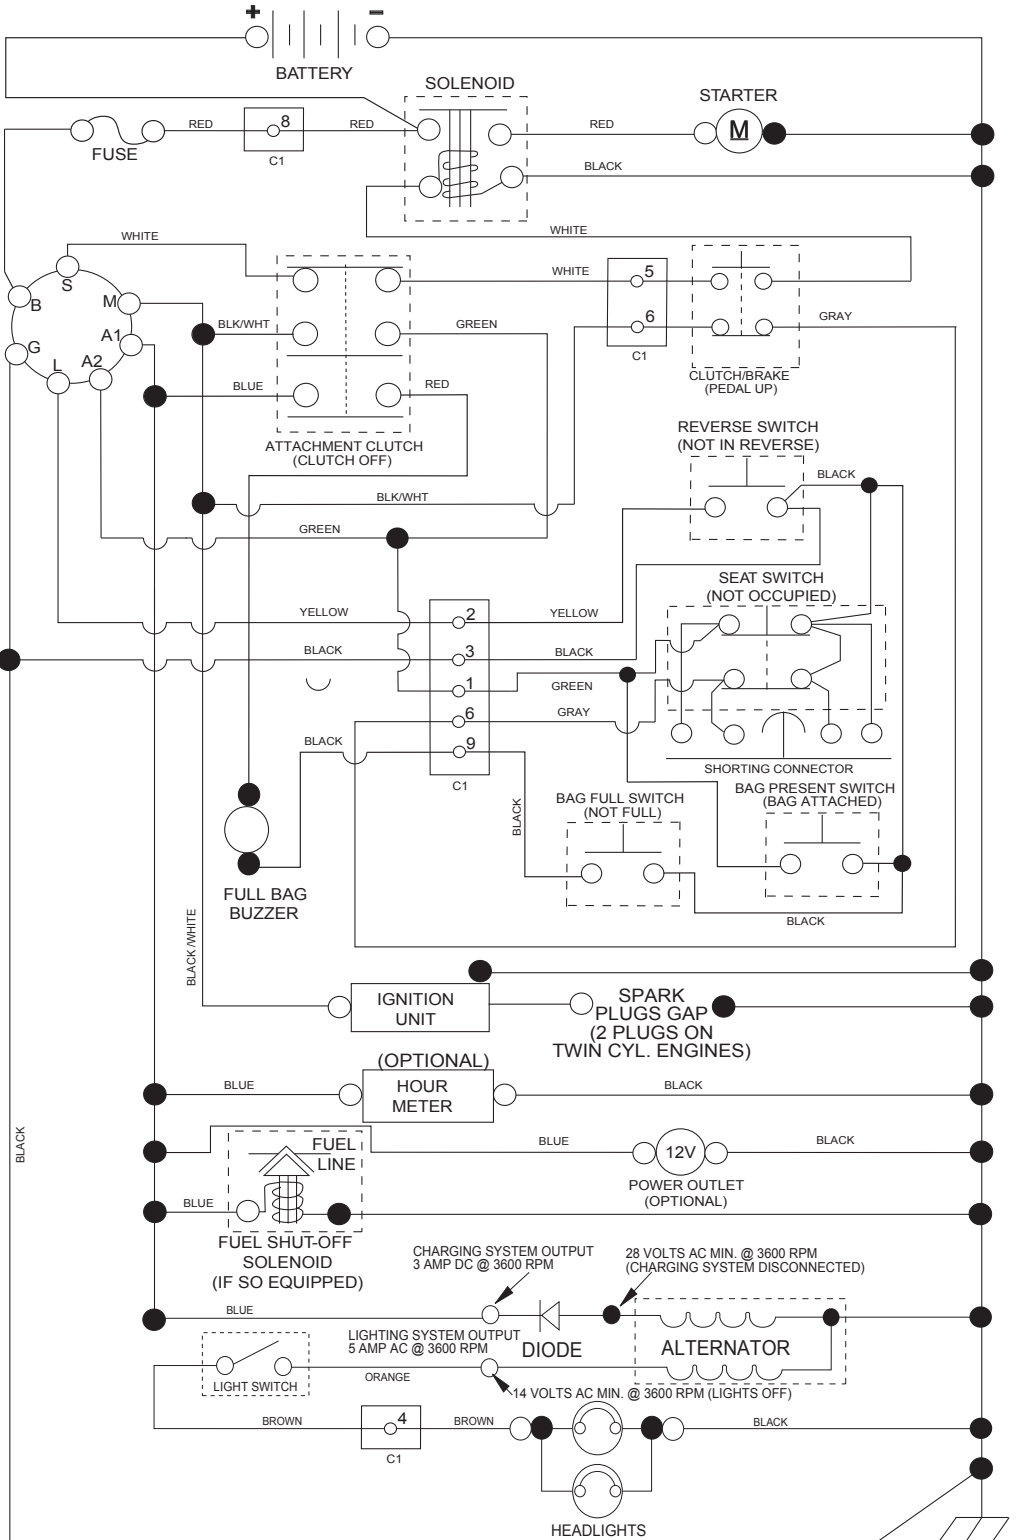 + -
BATTERY
SOLENOID
STARTER
RED
8
RED
RED
M
FUSE
C1
BLACK
WHITE
WHITE
S
B
M
WHITE
5
G
A1
BLK/WHT
GREEN
6
GRAY
L
A2
C1
BLUE
RED
CLUTCH/BRAKE
(PEDAL UP)
ATTACHMENT CLUTCH
(CLUTCH OFF)
REVERSE SWITCH
(NOT IN REVERSE)
BLACK
BLK/WHT
GREEN
SEAT SWITCH
(NOT OCCUPIED)
YELLOW
2
YELLOW
BLACK
3
BLACK
1
GREEN
6
GRAY
BLACK
9
C1
SHORTING CONNECTOR
BAG PRESENT SWITCH
(BAG ATTACHED)
BAG FULL SWITCH
(NOT FULL)
BLACK
FULL BAG
BUZZER
BLACK
BLACK /WHITE
IGNITION
UNIT
SPARK
PLUGS GAP
(2 PLUGS ON
TWIN CYL. ENGINES)
(OPTIONAL)
HOUR
METER
BLUE
BLACK
BLACK
FUEL
LINE
BLUE
12V
BLACK
POWER OUTLET
(OPTIONAL)
BLUE
FUEL SHUT-OFF
SOLENOID
(IF SO EQUIPPED)
CHARGING SYSTEM OUTPUT
3 AMP DC @ 3600 RPM
28 VOLTS AC MIN. @ 3600 RPM
(CHARGING SYSTEM DISCONNECTED)
BLUE
LIGHTING SYSTEM OUTPUT
5 AMP AC @ 3600 RPM
DIODE
ALTERNATOR
LIGHT SWITCH
ORANGE
14 VOLTS AC MIN. @ 3600 RPM (LIGHTS OFF)
BROWN
4
BROWN
BLACK
C1
HEADLIGHTS